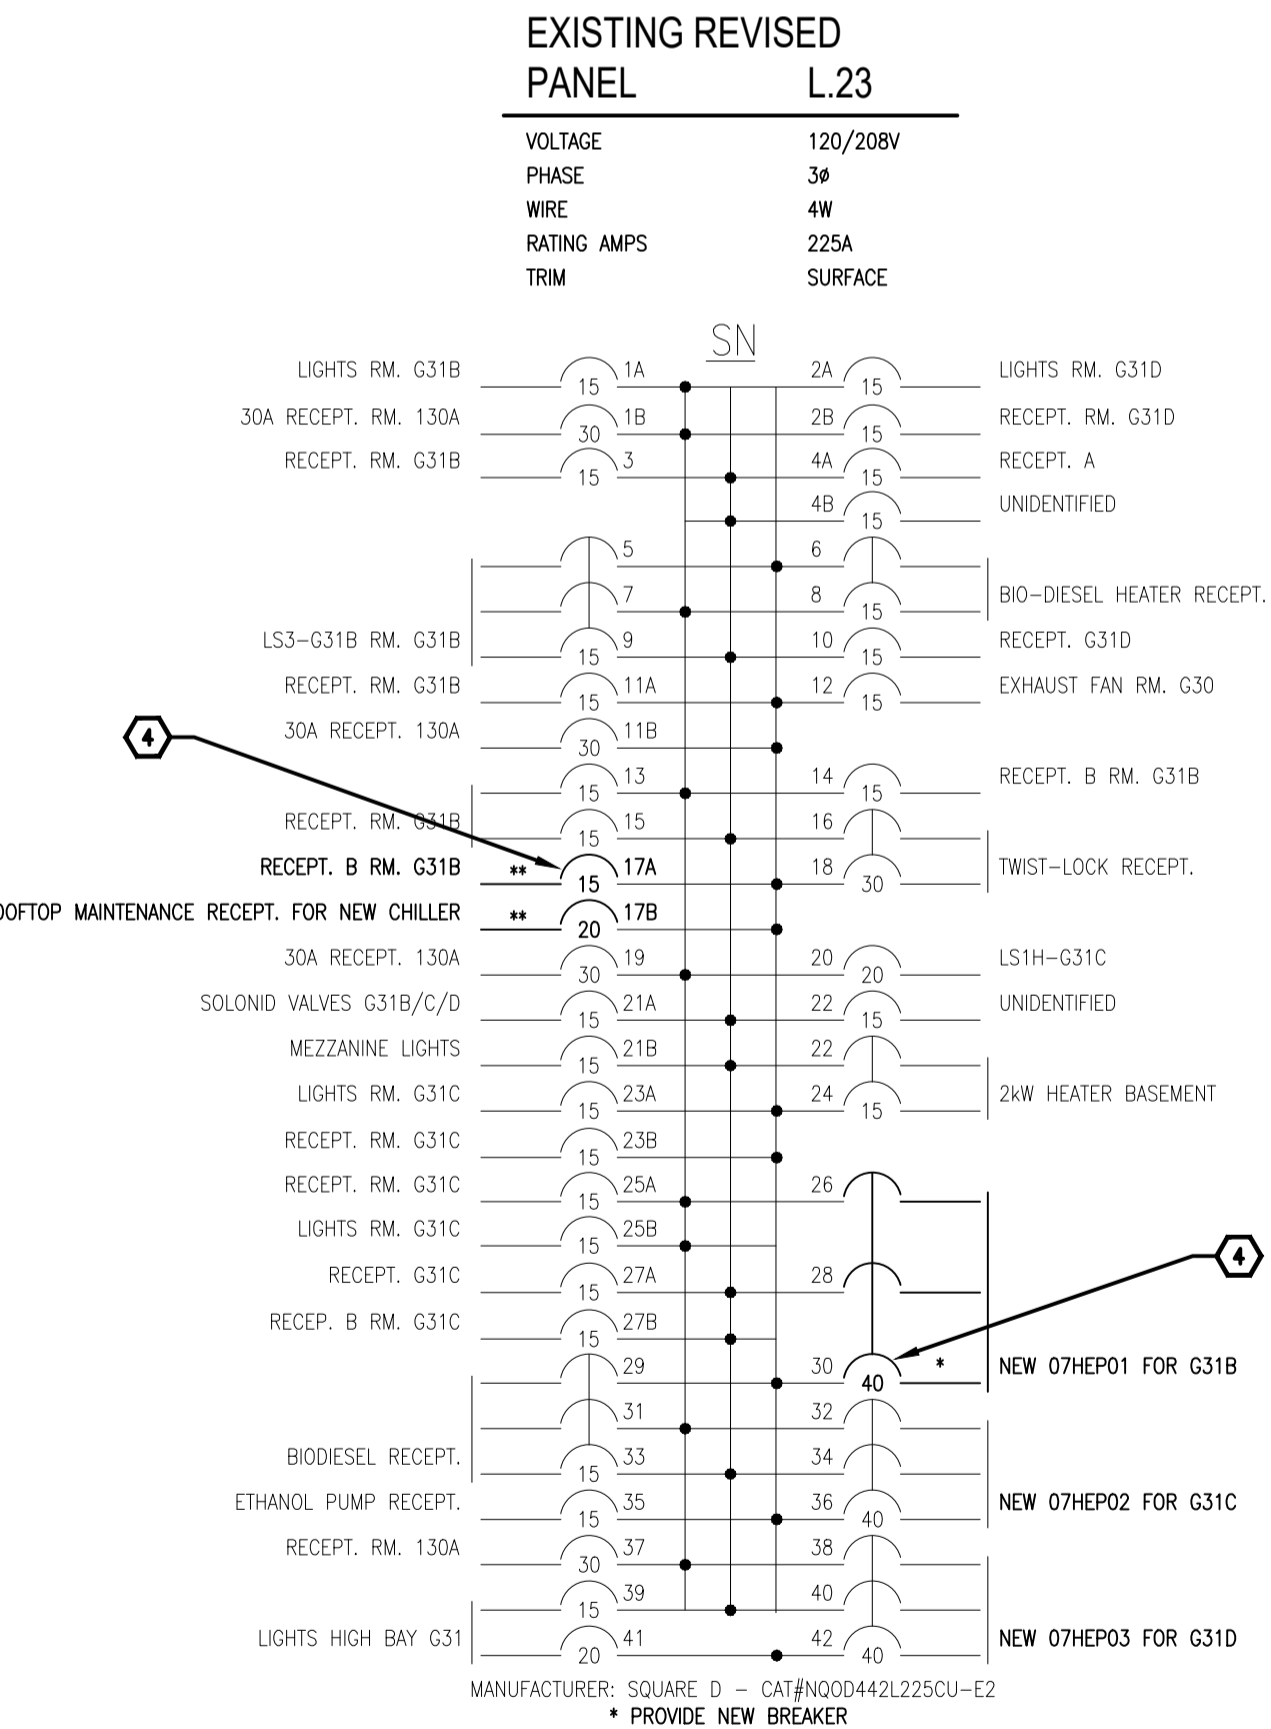 EXISTING REVISED
PANEL L.23
VOLTAGE 120/208V
PHASE 3ø
WIRE 4W
RATING AMPS 225A
TRIM SURFACE
SN
LIGHTS RM. G31B 15 1A 2A 15 LIGHTS RM. G31D
30A RECEPT. RM. 130A 30 1B 2B 15 RECEPT. RM. G31D
RECEPT. RM. G31B 15 3 4A 15 RECEPT. A
4B 15 UNIDENTIFIED
5 6
7 8 15 BIO-DIESEL HEATER RECEPT.
LS3-G31B RM. G31B 15 9 10 15 RECEPT. G31D
RECEPT. RM. G31B 15 11A 12 15 EXHAUST FAN RM. G30
4
30A RECEPT. 130A 30 11B
15 13 14 15 RECEPT. B RM. G31B
RECEPT. RM. G31B 15 15 16
RECEPT. B RM. G31B ** 15 17A 18 30 TWIST-LOCK RECEPT.
OOFTOP MAINTENANCE RECEPT. FOR NEW CHILLER ** 20 17B
30A RECEPT. 130A 30 19 20 20 LS1H-G31C
SOLONID VALVES G31B/C/D 15 21A 22 15 UNIDENTIFIED
MEZZANINE LIGHTS 15 21B 22
LIGHTS RM. G31C 15 23A 24 15 2kW HEATER BASEMENT
RECEPT. RM. G31C 15 23B
RECEPT. RM. G31C 15 25A 26
LIGHTS RM. G31C 15 25B
4
RECEPT. G31C 15 27A 28
RECEP. B RM. G31C 15 27B
29 30 40 * NEW 07HEP01 FOR G31B
31 32
BIODIESEL RECEPT. 15 33 34
ETHANOL PUMP RECEPT. 15 35 36 40 NEW 07HEP02 FOR G31C
RECEPT. RM. 130A 30 37 38
15 39 40
LIGHTS HIGH BAY G31 20 41 42 40 NEW 07HEP03 FOR G31D
MANUFACTURER: SQUARE D - CAT#NQOD442L225CU-E2
* PROVIDE NEW BREAKER